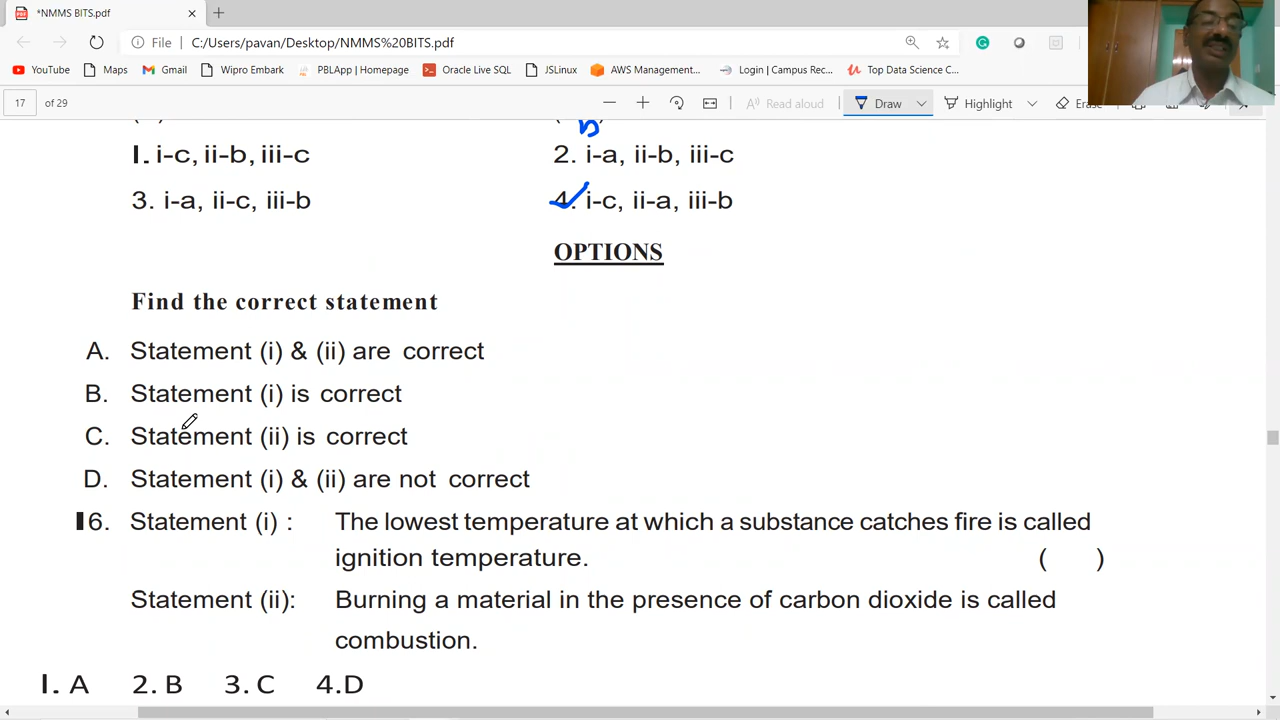 *NMMS BITS.pdf
File C:/Users/pavan/Desktop/NMMS%20BITS.pdf
YouTube Maps Gmail Wipro Embark PBLApp | Homepage Oracle Live SQL JSLinux AWS Management... Login | Campus Rec... Top Data Science C...
17 of 29 Read aloud Draw Highlight Erase
b
1. i-c, ii-b, iii-c 2. i-a, ii-b, iii-c
3. i-a, ii-c, iii-b 4. i-c, ii-a, iii-b
OPTIONS
Find the correct statement
A. Statement (i) & (ii) are correct
B. Statement (i) is correct
C. Statement (ii) is correct
D. Statement (i) & (ii) are not correct
16. Statement (i) : The lowest temperature at which a substance catches fire is called
ignition temperature. ( )
Statement (ii): Burning a material in the presence of carbon dioxide is called
combustion.
1. A 2. B 3. C 4.D